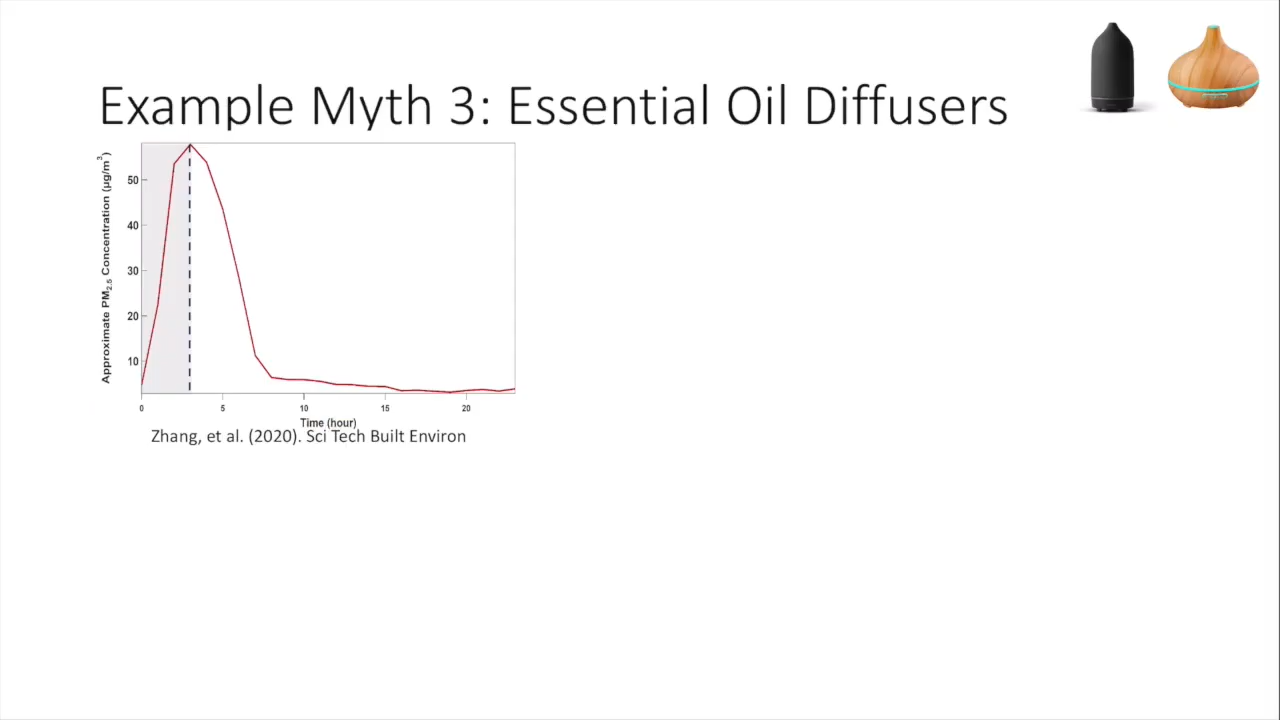 Example Myth 3: Essential Oil Diffusers
Approximate PM2.5 Concentration (µg/m3)
50
40
30
20
10
0 5 10 15 20
Time (hour)
Zhang, et al. (2020). Sci Tech Built Environ